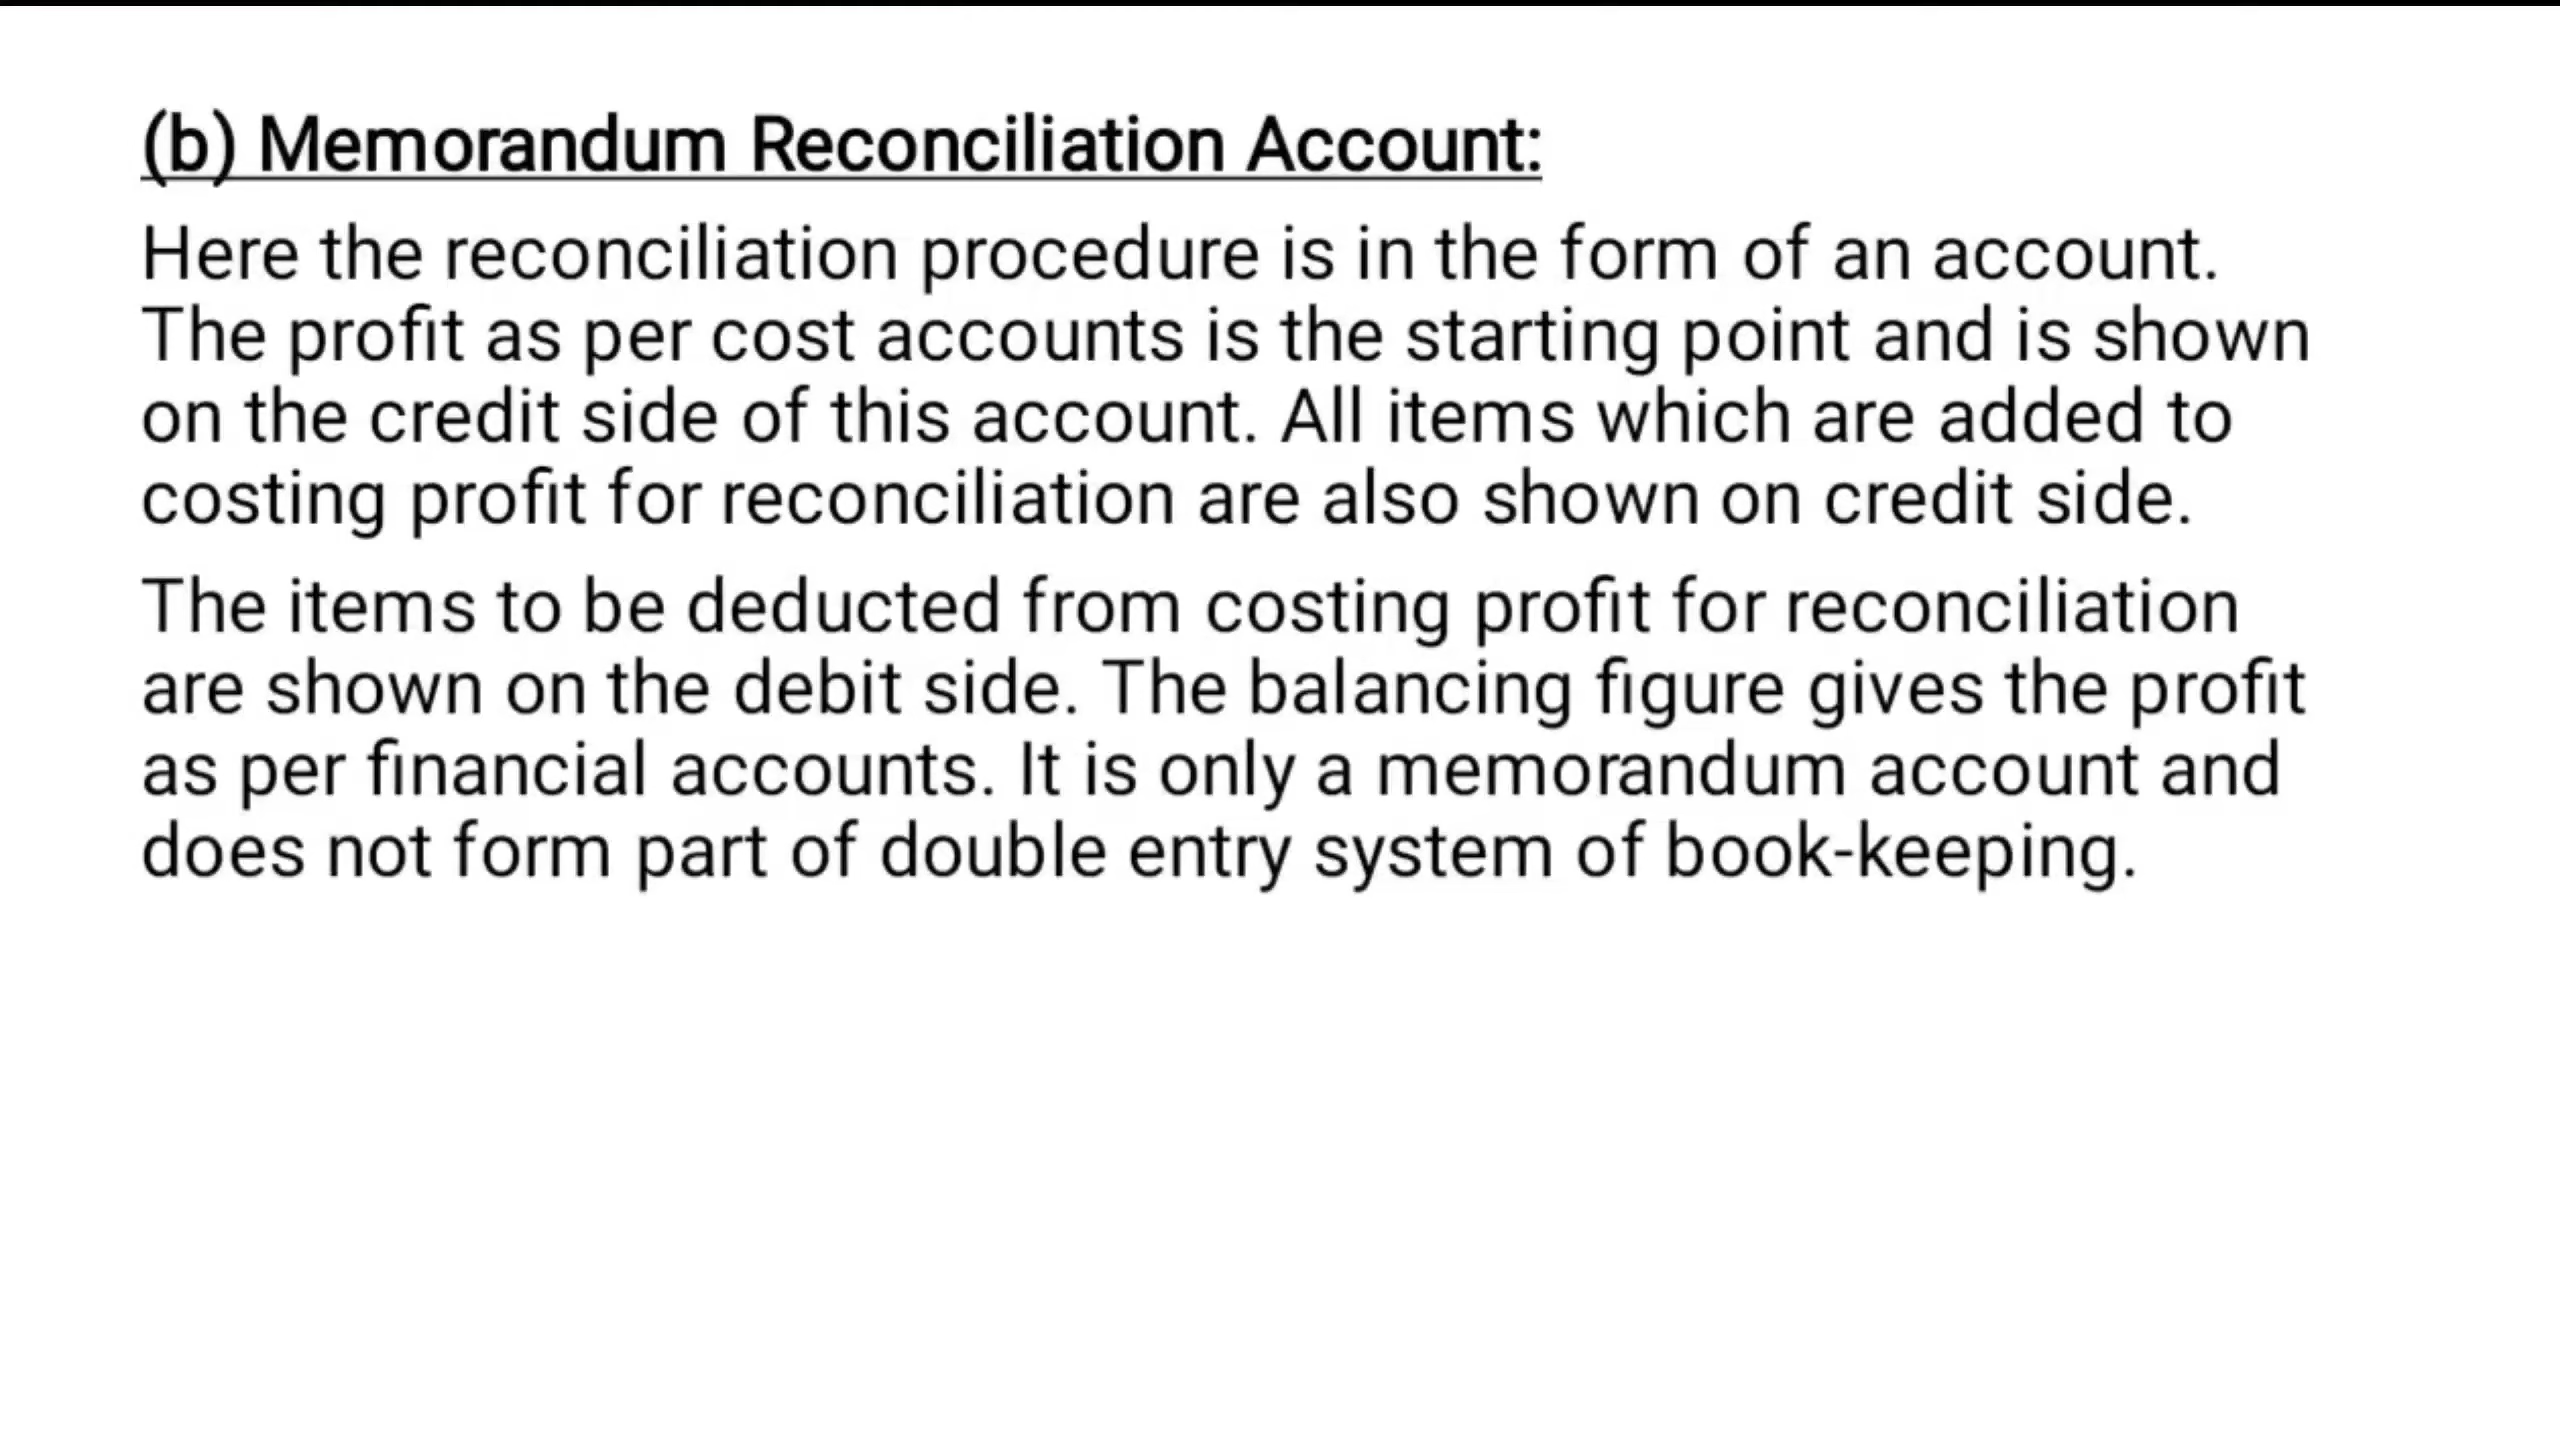 (b) Memorandum Reconciliation Account:
Here the reconciliation procedure is in the form of an account.
The profit as per cost accounts is the starting point and is shown
on the credit side of this account. All items which are added to
costing profit for reconciliation are also shown on credit side.
The items to be deducted from costing profit for reconciliation
are shown on the debit side. The balancing figure gives the profit
as per financial accounts. It is only a memorandum account and
does not form part of double entry system of book-keeping.